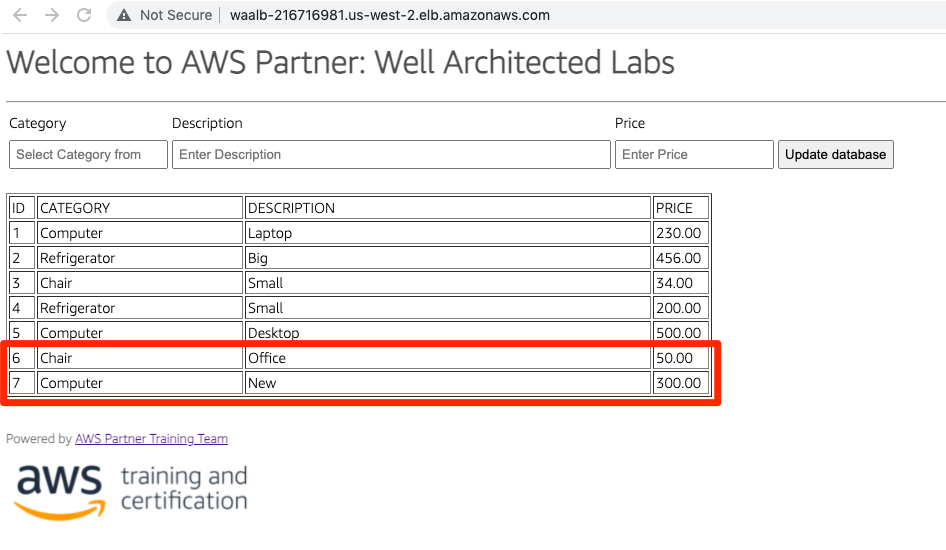 Not Secure waalb-216716981.us-west-2.elb.amazonaws.com
Welcome to AWS Partner: Well Architected Labs
Category Description Price
Select Category from Enter Description Enter Price Update database
ID CATEGORY DESCRIPTION PRICE
1 Computer Laptop 230.00
2 Refrigerator Big 456.00
3 Chair Small 34.00
4 Refrigerator Small 200.00
5 Computer Desktop 500.00
6 Chair Office 50.00
7 Computer New 300.00
Powered by AWS Partner Training Team
aws training and
certification